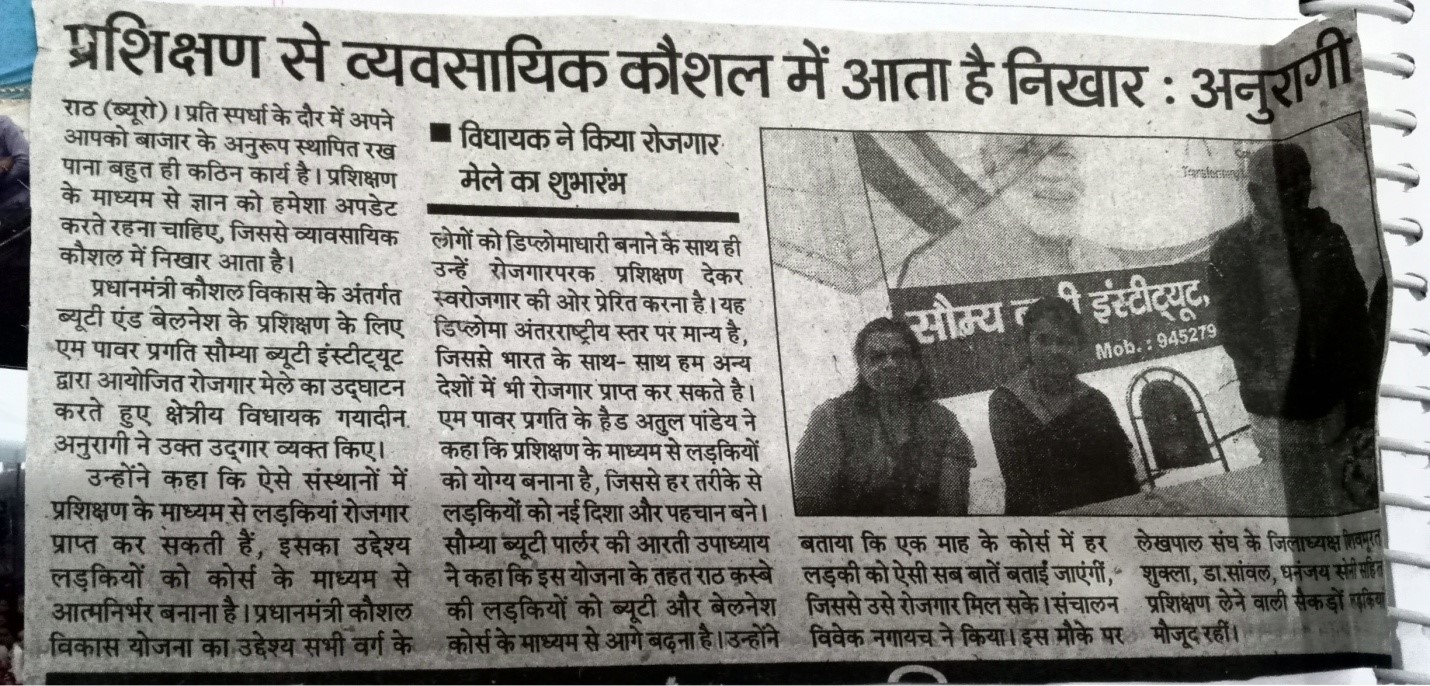 प्रशिक्षण से व्यवसायिक कौशल में आता है निखार : अनुरागी
राठ (ब्यूरो)। प्रति स्पर्धा के दौर में अपने
आपको बाजार के अनुरूप स्थापित रख
पाना बहुत ही कठिन कार्य है। प्रशिक्षण
के माध्यम से ज्ञान को हमेशा अपडेट
करते रहना चाहिए, जिससे व्यावसायिक
कौशल में निखार आता है।
प्रधानमंत्री कौशल विकास के अंतर्गत
ब्यूटी एंड बेलनेश के प्रशिक्षण के लिए
एम पावर प्रगति सौम्या ब्यूटी इंस्टीट्यूट
द्वारा आयोजित रोजगार मेले का उद्घाटन
करते हुए क्षेत्रीय विधायक गयादीन
अनुरागी ने उक्त उद्गार व्यक्त किए।
उन्होंने कहा कि ऐसे संस्थानों में
प्रशिक्षण के माध्यम से लड़कियां रोजगार
प्राप्त कर सकती हैं, इसका उद्देश्य
लड़कियों को कोर्स के माध्यम से
आत्मनिर्भर बनाना है। प्रधानमंत्री कौशल
विकास योजना का उद्देश्य सभी वर्ग के
■ विधायक ने किया रोजगार
मेले का शुभारंभ
लोगों को डिप्लोमाधारी बनाने के साथ ही
उन्हें रोजगारपरक प्रशिक्षण देकर
स्वरोजगार की ओर प्रेरित करना है। यह
डिप्लोमा अंतरराष्ट्रीय स्तर पर मान्य है,
जिससे भारत के साथ- साथ हम अन्य
देशों में भी रोजगार प्राप्त कर सकते है।
एम पावर प्रगति के हैड अतुल पांडेय ने
कहा कि प्रशिक्षण के माध्यम से लड़कियों
को योग्य बनाना है, जिससे हर तरीके से
लड़कियों को नई दिशा और पहचान बने।
सौम्या ब्यूटी पार्लर की आरती उपाध्याय
ने कहा कि इस योजना के तहत राठ कस्बे
की लड़कियों को ब्यूटी और बेलनेश
कोर्स के माध्यम से आगे बढ़ना है। उन्होंने
सौम्य इंस्टीट्यूट,
Mob. : 945279
बताया कि एक माह के कोर्स में हर
लड़की को ऐसी सब बातें बताई जाएंगी,
जिससे उसे रोजगार मिल सके। संचालन
विवेक नगायच ने किया। इस मौके पर
लेखपाल संघ के जिलाध्यक्ष
शुक्ला, डा.सांवल, धनंजय सहित
प्रशिक्षण लेने वाली सैकड़ों
मौजूद रहीं।